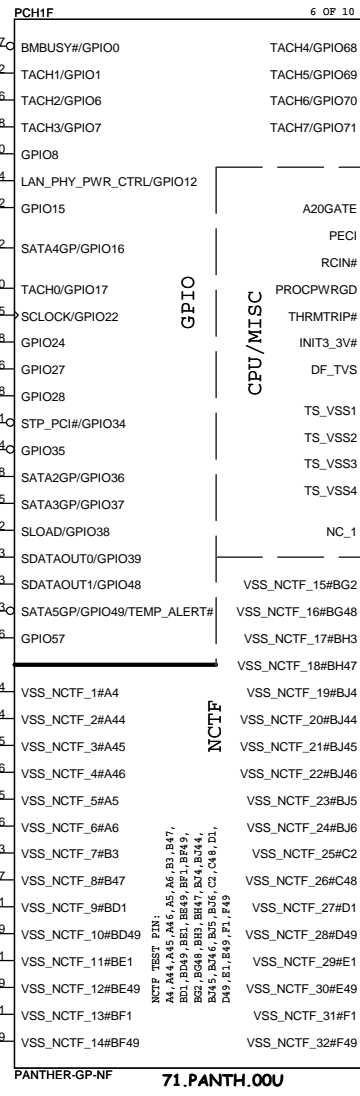 PCH1F
6 OF 10
BMBUSY#/GPIO0
TACH1/GPIO1
TACH2/GPIO6
TACH3/GPIO7
GPIO8
LAN_PHY_PWR_CTRL/GPIO12
GPIO15
SATA4GP/GPIO16
TACH0/GPIO17
SCLOCK/GPIO22
GPIO24
GPIO27
GPIO28
STP_PCI#/GPIO34
GPIO35
SATA2GP/GPIO36
SATA3GP/GPIO37
SLOAD/GPIO38
SDATAOUT0/GPIO39
SDATAOUT1/GPIO48
SATA5GP/GPIO49/TEMP_ALERT#
GPIO57
VSS_NCTF_1#A4
VSS_NCTF_2#A44
VSS_NCTF_3#A45
VSS_NCTF_4#A46
VSS_NCTF_5#A5
VSS_NCTF_6#A6
VSS_NCTF_7#B3
VSS_NCTF_8#B47
VSS_NCTF_9#BD1
VSS_NCTF_10#BD49
VSS_NCTF_11#BE1
VSS_NCTF_12#BE49
VSS_NCTF_13#BF1
VSS_NCTF_14#BF49
GPIO
CPU/MISC
NCTF
NCTF TEST PIN:
A4,A44,A45,A46,A5,A6,B3,B47,
BD1,BD49,BE1,BE49,BF1,BF49,
BG2,BG48,BH3,BH47,BJ4,BJ44,
BJ45,BJ46,BJ5,BJ6,C2,C48,D1,
D49,E1,E49,F1,F49
TACH4/GPIO68
TACH5/GPIO69
TACH6/GPIO70
TACH7/GPIO71
A20GATE
PECI
RCIN#
PROCPWRGD
THRMTRIP#
INIT3_3V#
DF_TVS
TS_VSS1
TS_VSS2
TS_VSS3
TS_VSS4
NC_1
VSS_NCTF_15#BG2
VSS_NCTF_16#BG48
VSS_NCTF_17#BH3
VSS_NCTF_18#BH47
VSS_NCTF_19#BJ4
VSS_NCTF_20#BJ44
VSS_NCTF_21#BJ45
VSS_NCTF_22#BJ46
VSS_NCTF_23#BJ5
VSS_NCTF_24#BJ6
VSS_NCTF_25#C2
VSS_NCTF_26#C48
VSS_NCTF_27#D1
VSS_NCTF_28#D49
VSS_NCTF_29#E1
VSS_NCTF_30#E49
VSS_NCTF_31#F1
VSS_NCTF_32#F49
PANTHER-GP-NF
71.PANTH.00U